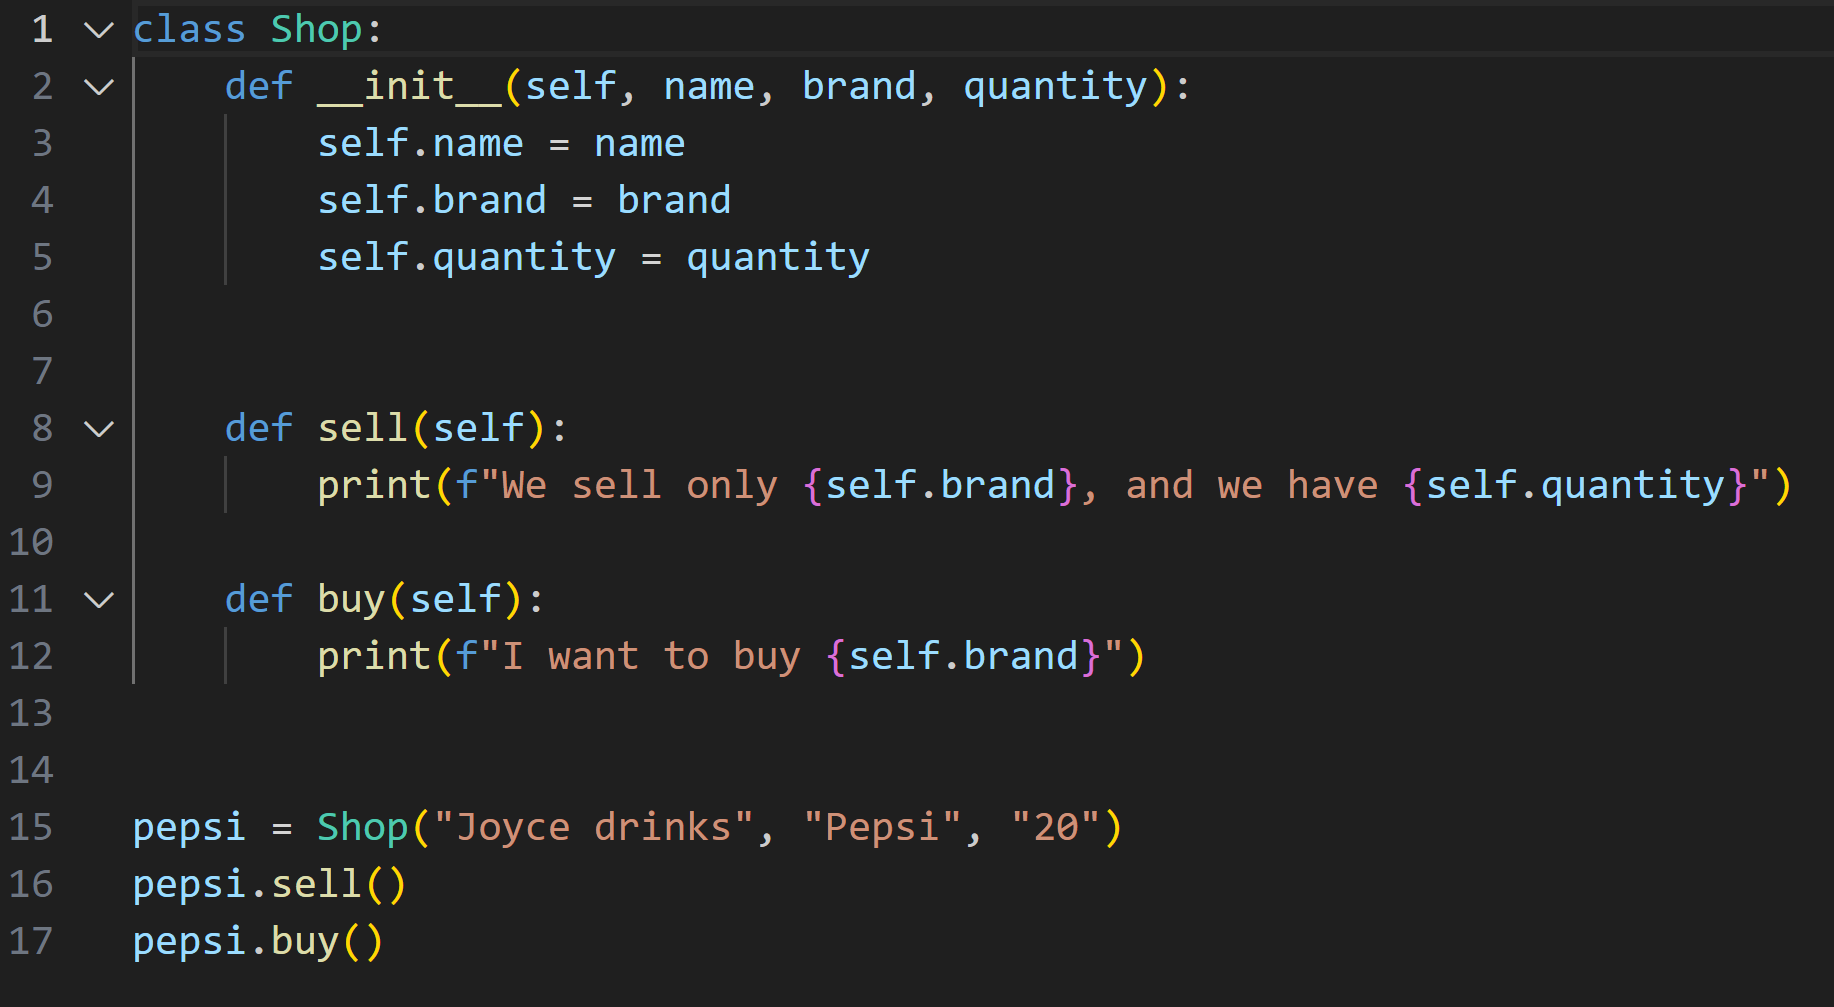 1 class Shop:
2     def __init__(self, name, brand, quantity):
3         self.name = name
4         self.brand = brand
5         self.quantity = quantity
6
7
8     def sell(self):
9         print(f"We sell only {self.brand}, and we have {self.quantity}")
10
11     def buy(self):
12         print(f"I want to buy {self.brand}")
13
14
15 pepsi = Shop("Joyce drinks", "Pepsi", "20")
16 pepsi.sell()
17 pepsi.buy()